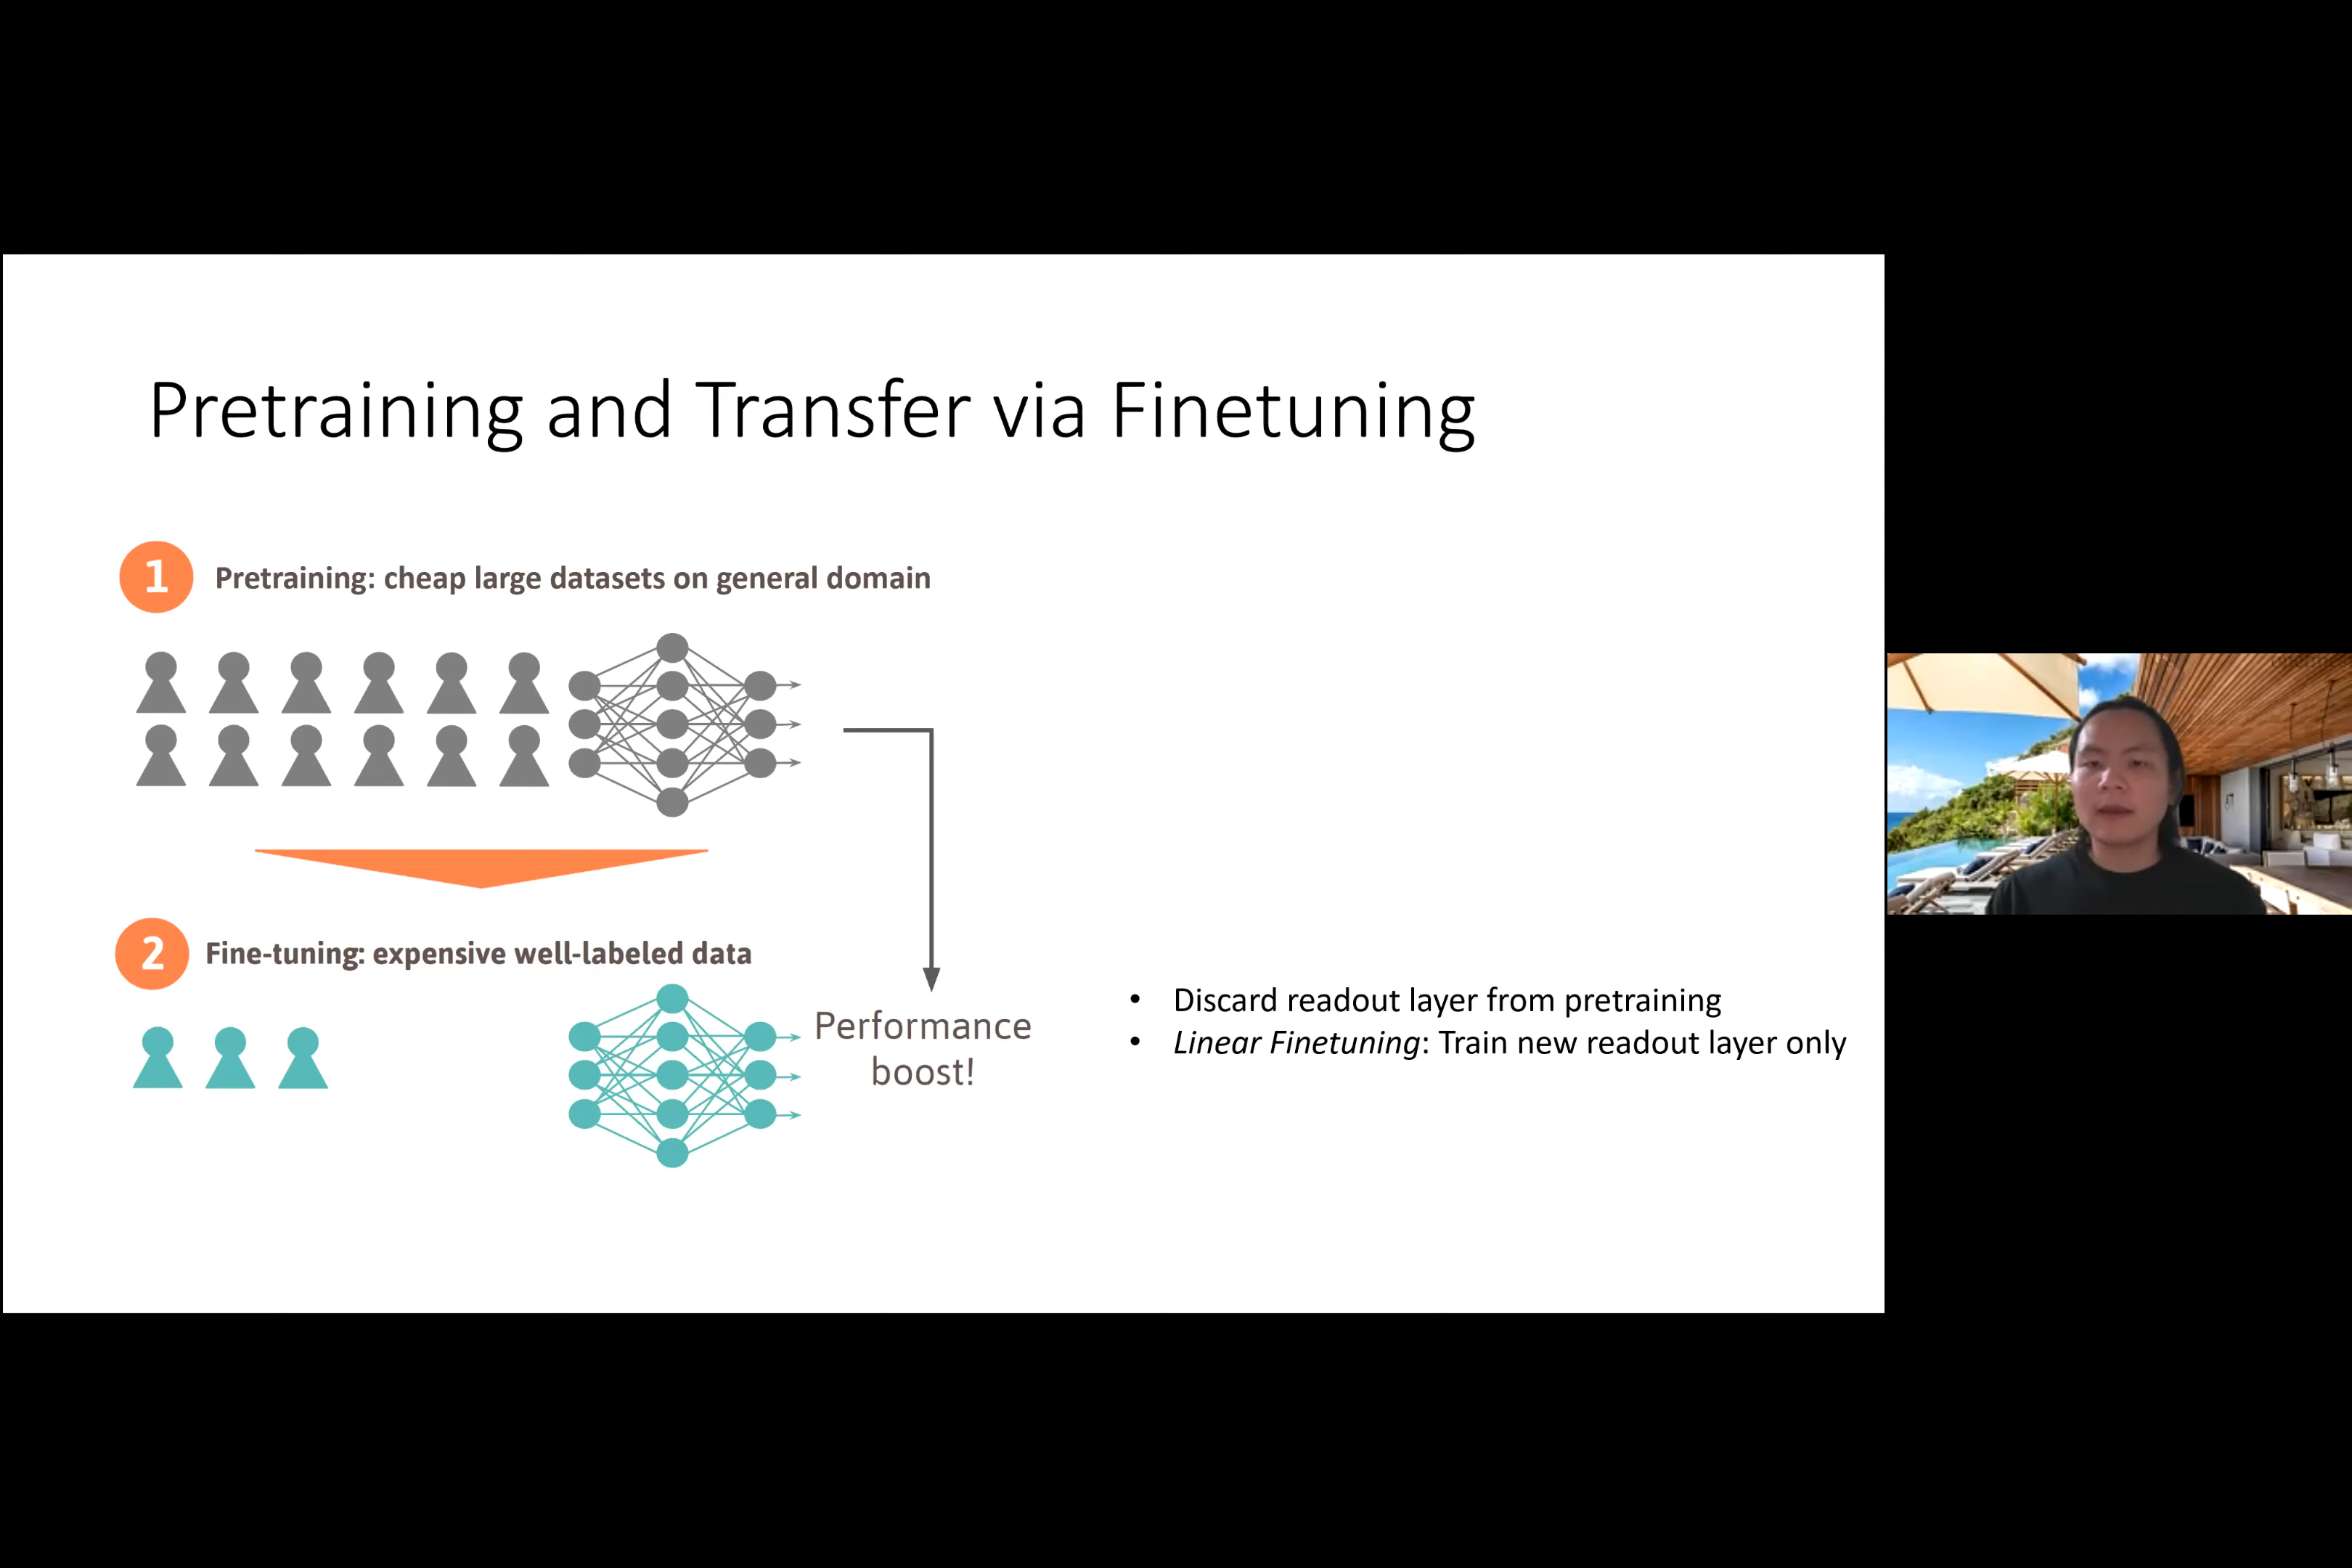 Pretraining and Transfer via Finetuning
1
Pretraining: cheap large datasets on general domain
2
Fine-tuning: expensive well-labeled data
Performance
boost!
• Discard readout layer from pretraining
• Linear Finetuning: Train new readout layer only